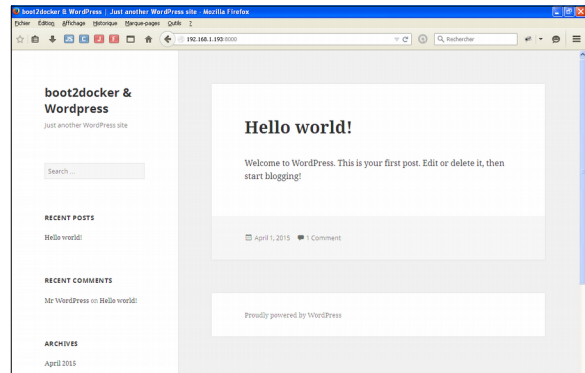 boot2docker & WordPress | Just another WordPress site - Mozilla Firefox
Fichier Édition Affichage Historique Marque-pages Outils ?
192.168.1.193:8000
Rechercher
boot2docker &
Wordpress
Just another WordPress site
Search ...
RECENT POSTS
Hello world!
RECENT COMMENTS
Mr WordPress on Hello world!
ARCHIVES
April 2015
Hello world!
Welcome to WordPress. This is your first post. Edit or delete it, then
start blogging!
April 1, 2015 1 Comment
Proudly powered by WordPress